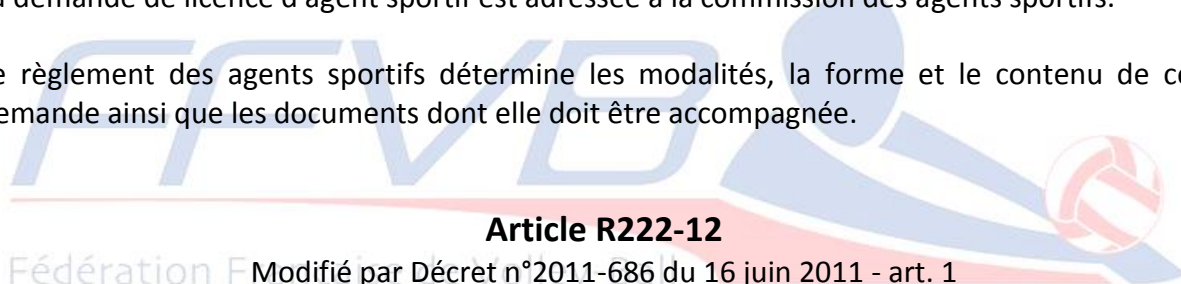 demande de licence d'agent sportif est adressée à la commission des agents sportifs.
règlement des agents sportifs détermine les modalités, la forme et le contenu de
demande ainsi que les documents dont elle doit être accompagnée.
FFVB
Article R222-12
Fédération
Modifié par Décret n°2011-686 du 16 juin 2011 - art. 1